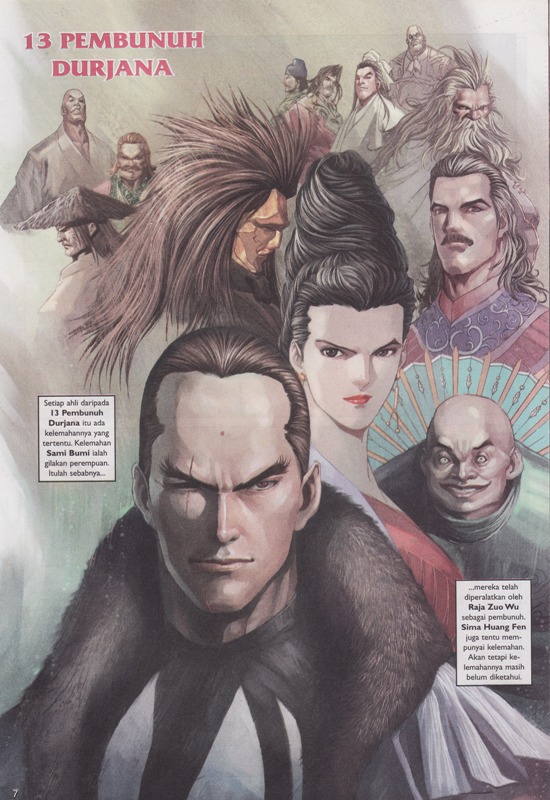 13 PEMBUNUH
DURJANA
Setiap ahli daripada
13 Pembunuh
Durjana itu ada
kelemahannya yang
tertentu. Kelemahan
Sami Bumi ialah
gilakan perempuan.
Itulah sebabnya...
...mereka telah
diperalatkan oleh
Raja Zuo Wu
sebagai pembunuh.
Sima Huang Fen
juga tentu mem-
punyai kelemahan.
Akan tetapi ke-
lemahannya masih
belum diketahui.
7